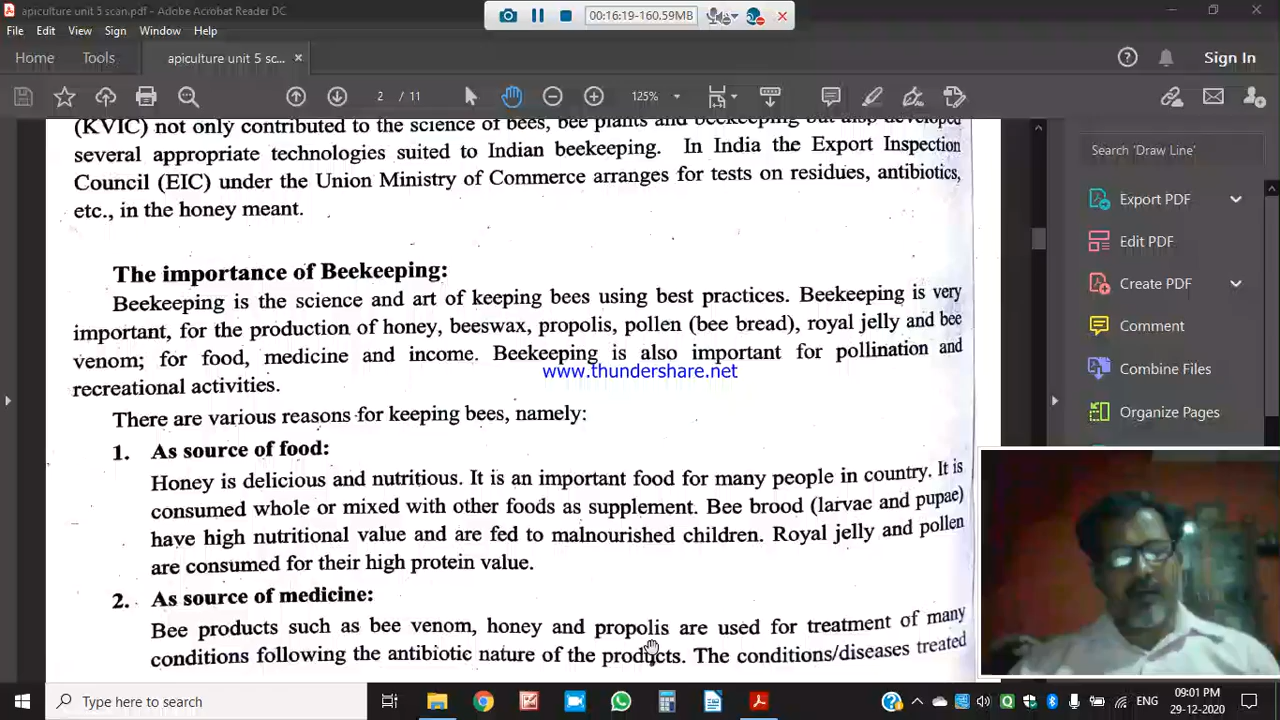 apiculture unit 5 scan.pdf - Adobe Acrobat Reader DC
00:16:19-160.59MB
File Edit View Sign Window Help
Home Tools apiculture unit 5 sc... Sign In
2 / 11 125%
(KVIC) not only contributed to the science of bees, bee plants and beekeeping but also developed
several appropriate technologies suited to Indian beekeeping. In India the Export Inspection
Council (EIC) under the Union Ministry of Commerce arranges for tests on residues, antibiotics,
etc., in the honey meant.
The importance of Beekeeping:
Beekeeping is the science and art of keeping bees using best practices. Beekeeping is very
important, for the production of honey, beeswax, propolis, pollen (bee bread), royal jelly and bee
venom; for food, medicine and income. Beekeeping is also important for pollination and
www.thundershare.net
recreational activities.
There are various reasons for keeping bees, namely:
1. As source of food:
Honey is delicious and nutritious. It is an important food for many people in country. It is
consumed whole or mixed with other foods as supplement. Bee brood (larvae and pupae)
have high nutritional value and are fed to malnourished children. Royal jelly and pollen
are consumed for their high protein value.
2. As source of medicine:
Bee products such as bee venom, honey and propolis are used for treatment of many
conditions following the antibiotic nature of the products. The conditions/diseases treated
Search 'Draw Line'
Export PDF
Edit PDF
Create PDF
Comment
Combine Files
Organize Pages
Type here to search
ENG
09:01 PM
29-12-2020